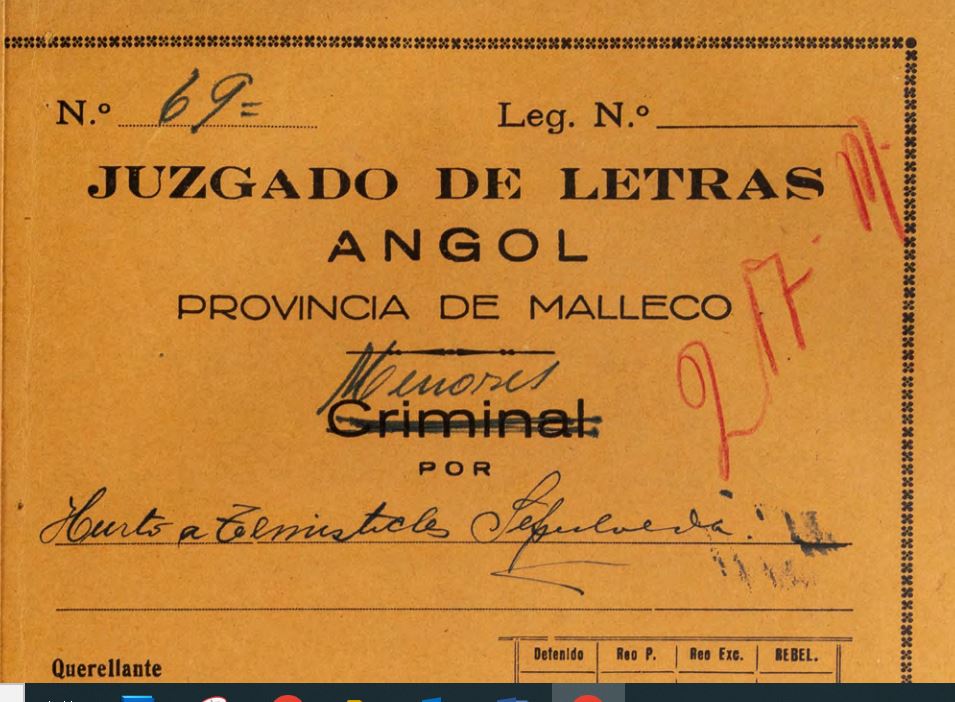 N.º 69=
Leg. N.º
JUZGADO DE LETRAS
ANGOL
PROVINCIA DE MALLECO
Menores
Criminal
POR
Hurto a Temistocles Sepulveda.
Querellante
Detenido Reo P. Reo Exc. REBEL.